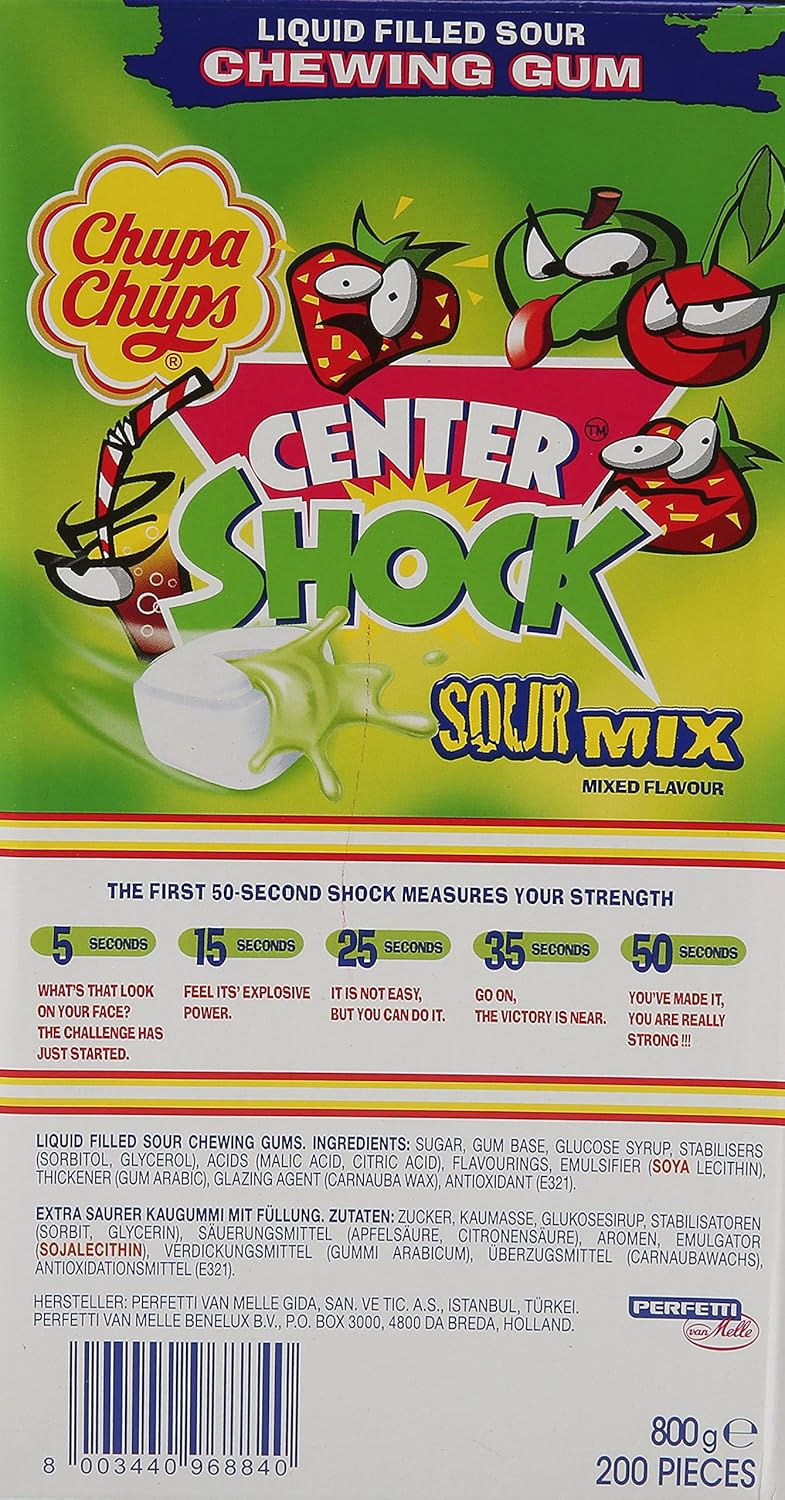 LIQUID FILLED SOUR
CHEWING GUM
Chupa
Chups
®
CENTER
TM
SHOCK
SOUR MIX
MIXED FLAVOUR
THE FIRST 50-SECOND SHOCK MEASURES YOUR STRENGTH
5 SECONDS
WHAT'S THAT LOOK
ON YOUR FACE?
THE CHALLENGE HAS
JUST STARTED.
15 SECONDS
FEEL ITS' EXPLOSIVE
POWER.
25 SECONDS
IT IS NOT EASY,
BUT YOU CAN DO IT.
35 SECONDS
GO ON,
THE VICTORY IS NEAR.
50 SECONDS
YOU'VE MADE IT,
YOU ARE REALLY
STRONG !!!
LIQUID FILLED SOUR CHEWING GUMS. INGREDIENTS: SUGAR, GUM BASE, GLUCOSE SYRUP, STABILISERS
(SORBITOL, GLYCEROL), ACIDS (MALIC ACID, CITRIC ACID), FLAVOURINGS, EMULSIFIER (SOYA LECITHIN),
THICKENER (GUM ARABIC), GLAZING AGENT (CARNAUBA WAX), ANTIOXIDANT (E321).
EXTRA SAURER KAUGUMMI MIT FÜLLUNG. ZUTATEN: ZUCKER, KAUMASSE, GLUKOSESIRUP, STABILISATOREN
(SORBIT, GLYCERIN), SÄUERUNGSMITTEL (APFELSÄURE, CITRONENSÄURE), AROMEN, EMULGATOR
(SOJALECITHIN), VERDICKUNGSMITTEL (GUMMI ARABICUM), ÜBERZUGSMITTEL (CARNAUBAWACHS),
ANTIOXIDATIONSMITTEL (E321).
HERSTELLER: PERFETTI VAN MELLE GIDA, SAN. VE TIC. A.S., ISTANBUL, TÜRKEI.
PERFETTI VAN MELLE BENELUX B.V., P.O. BOX 3000, 4800 DA BREDA, HOLLAND.
PERFETTI
van Melle
8 003440 968840
800 g ℮
200 PIECES